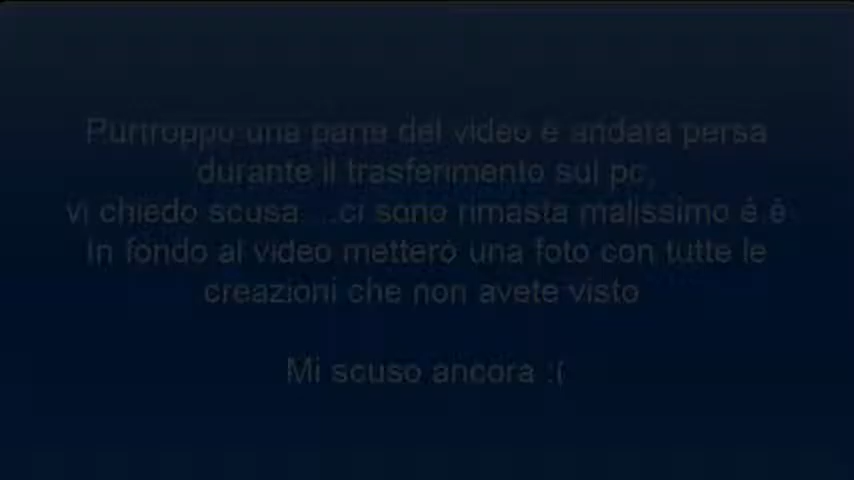 Purtroppo una parte del video è andata persa
durante il trasferimento sul pc,
vi chiedo scusa....ci sono rimasta malissimo è.è
In fondo al video metterò una foto con tutte le
creazioni che non avete visto
Mi scuso ancora :(